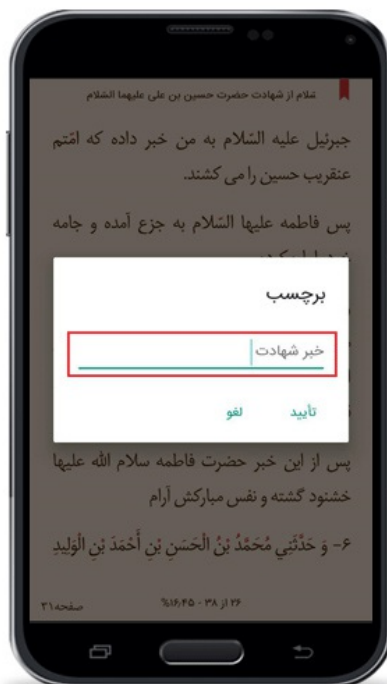 سّلام از شهادت حضرت حسین بن علی علیهما السّلام
جبرئیل علیه السّلام به من خبر داده که امّتم
عنقریب حسین را می کشند.
پس فاطمه علیها السّلام به جزع آمده و جامه
برچسب
خبر شهادت
تأیید لغو
پس از این خبر حضرت فاطمه سلام الله علیها
خشنود گشته و نفس مبارکش آرام
۶- وَ حَدَّثَنِي مُحَمَّدُ بْنُ الْحَسَنِ بْنِ أَحْمَدَ بْنِ الْوَلِيدِ
۲۶ از ۳۸ - ۱۶٫۴۵% صفحه۳۱